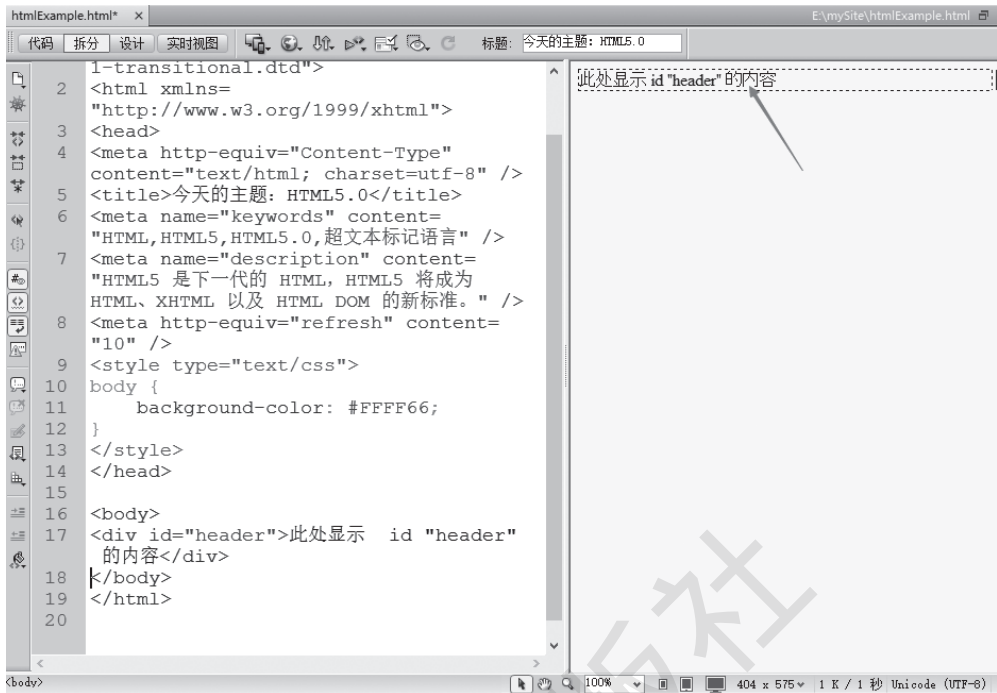 htmlExample.html* ×
E:\mySite\htmlExample.html
代码 拆分 设计 实时视图 标题: 今天的主题: HTML5.0
1-transitional.dtd">
2 <html xmlns=
"http://www.w3.org/1999/xhtml">
3 <head>
4 <meta http-equiv="Content-Type"
content="text/html; charset=utf-8" />
5 <title>今天的主题: HTML5.0</title>
6 <meta name="keywords" content=
"HTML,HTML5,HTML5.0,超文本标记语言" />
7 <meta name="description" content=
"HTML5 是下一代的 HTML, HTML5 将成为
HTML、XHTML 以及 HTML DOM 的新标准。" />
8 <meta http-equiv="refresh" content=
"10" />
9 <style type="text/css">
10 body {
11 background-color: #FFFF66;
12 }
13 </style>
14 </head>
15
16 <body>
17 <div id="header">此处显示 id "header"
的内容</div>
18 </body>
19 </html>
20
此处显示 id "header" 的内容
<body>
100% 404 x 575 1 K / 1 秒 Unicode (UTF-8)